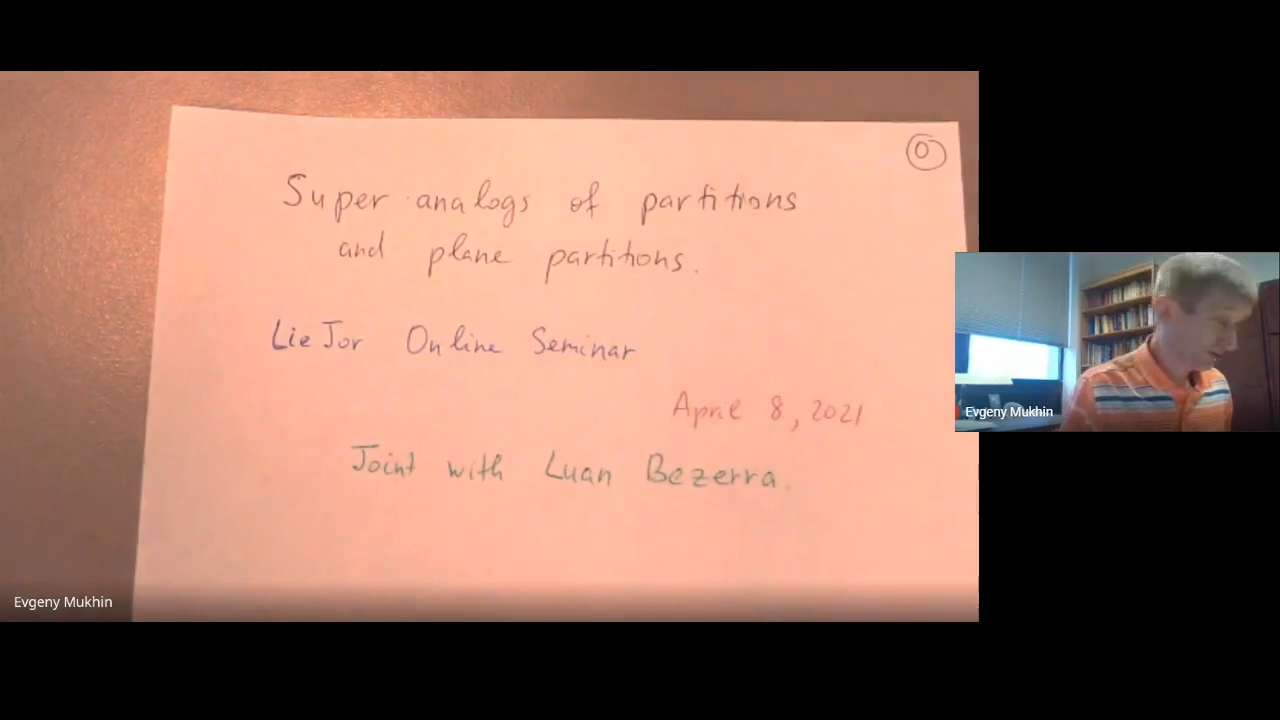 0
Super analogs of partitions
and plane partitions.
Lie Jor Online Seminar
April 8, 2021
Joint with Luan Bezerra.
Evgeny Mukhin
Evgeny Mukhin